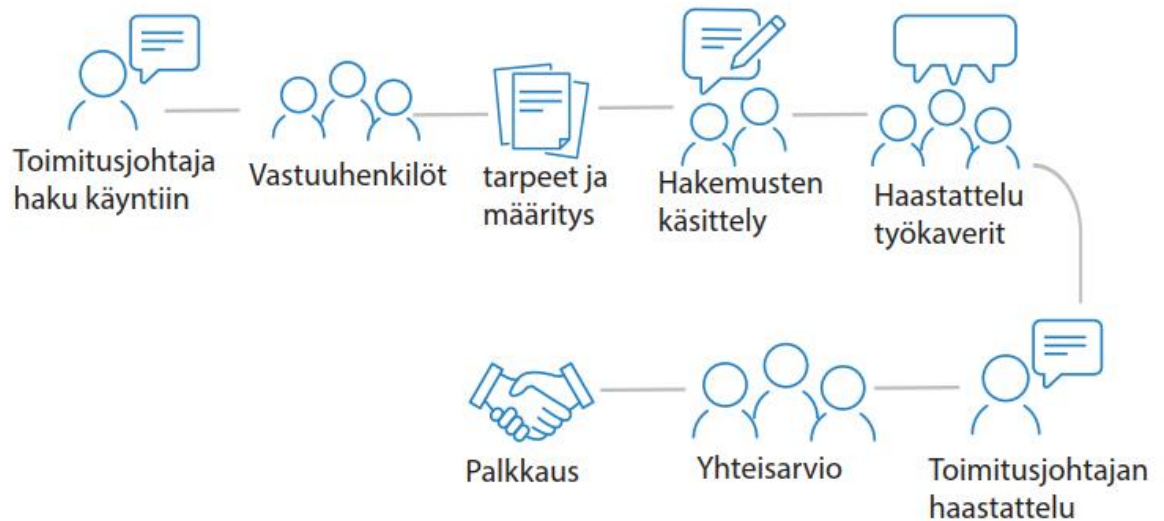 Toimitusjohtaja
haku käyntiin
Vastuuhenkilöt
tarpeet ja
määritys
Hakemusten
käsittely
Haastattelu
työkaverit
Toimitusjohtajan
haastattelu
Yhteisarvio
Palkkaus